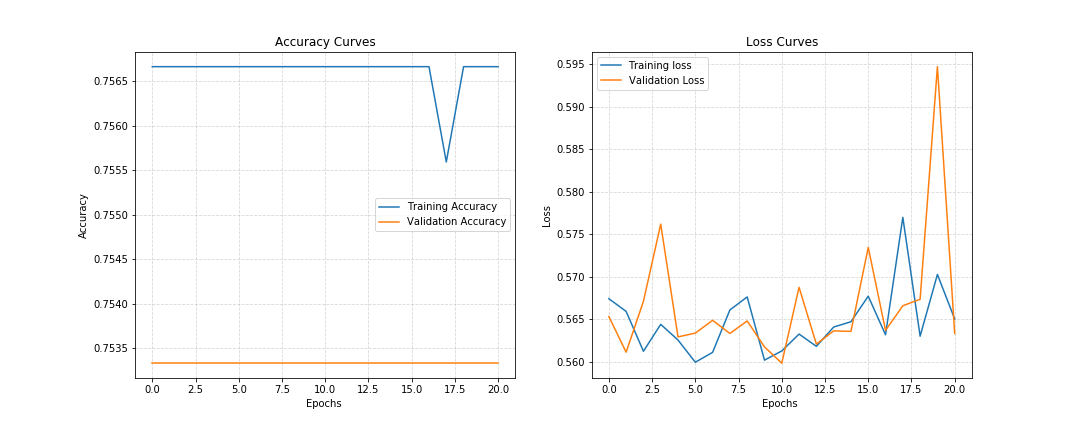 Accuracy Curves
0.7565
0.7560
0.7555
0.7550
0.7545
0.7540
0.7535
Accuracy
Training Accuracy
Validation Accuracy
0.0 2.5 5.0 7.5 10.0 12.5 15.0 17.5 20.0
Epochs
Loss Curves
Training loss
Validation Loss
0.595
0.590
0.585
0.580
0.575
0.570
0.565
0.560
Loss
0.0 2.5 5.0 7.5 10.0 12.5 15.0 17.5 20.0
Epochs